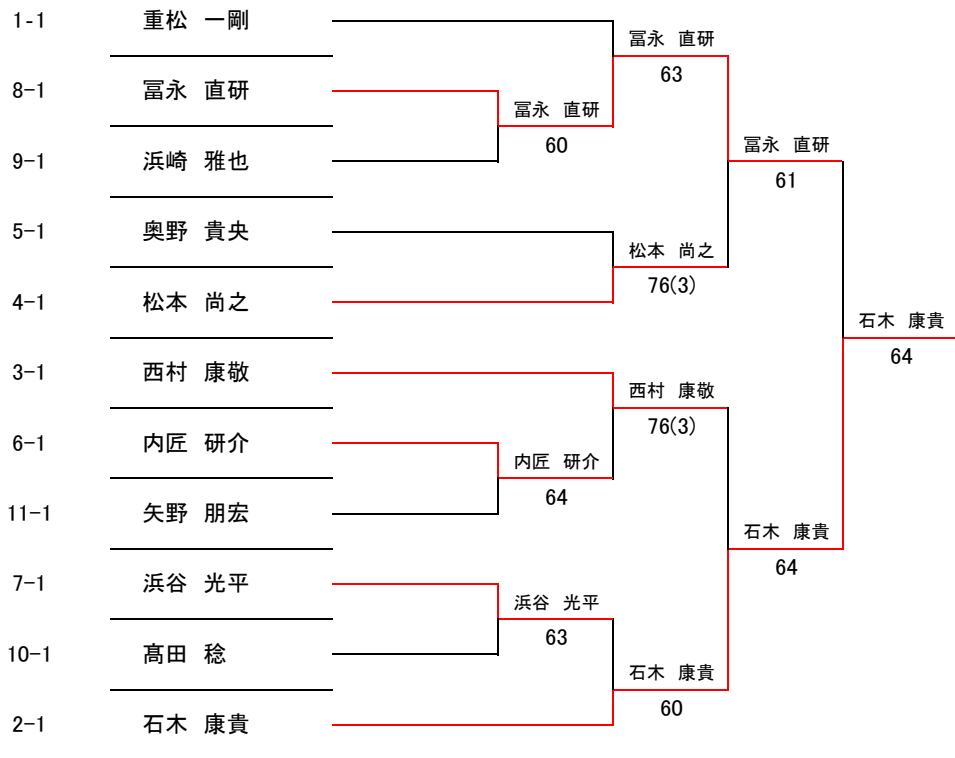 1-1 重松 一剛
冨永 直研
63
8-1 冨永 直研
冨永 直研
60
冨永 直研
61
9-1 浜崎 雅也
5-1 奥野 貴央
松本 尚之
76(3)
4-1 松本 尚之
石木 康貴
64
3-1 西村 康敬
西村 康敬
76(3)
6-1 内匠 研介
内匠 研介
64
11-1 矢野 朋宏
石木 康貴
64
7-1 浜谷 光平
浜谷 光平
63
10-1 髙田 稔
石木 康貴
60
2-1 石木 康貴